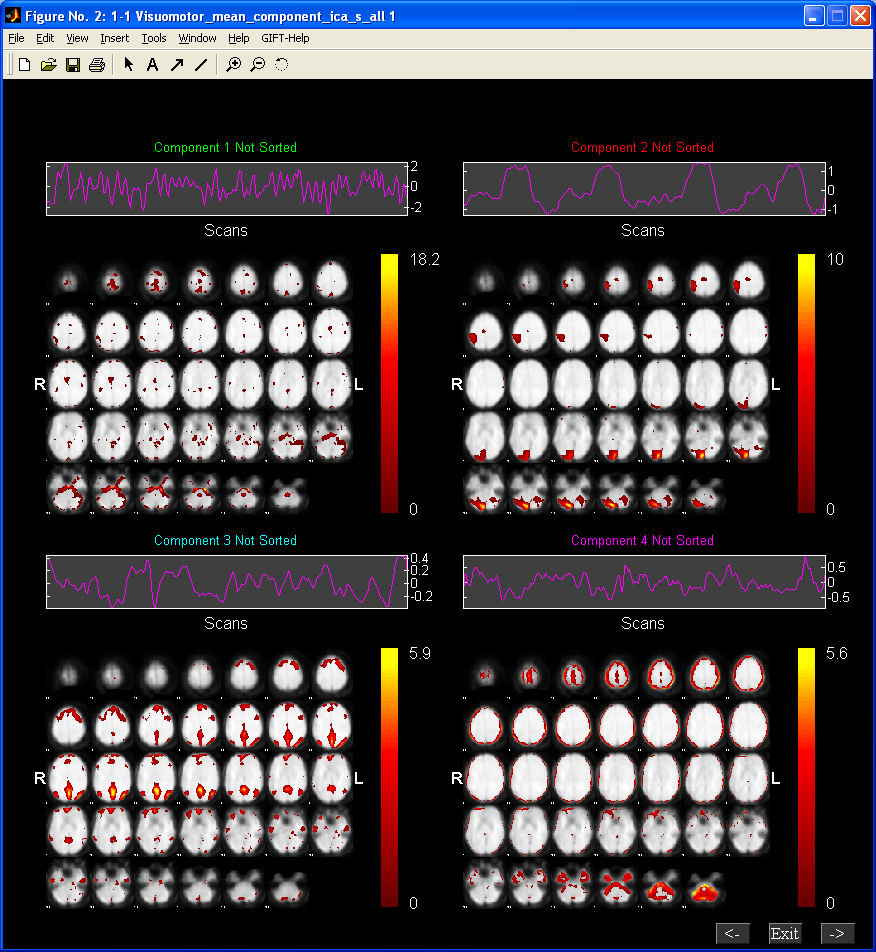 Figure No. 2: 1-1 Visuomotor_mean_component_ica_s_all 1
File Edit View Insert Tools Window Help GIFT-Help
A
Component 1 Not Sorted
2
0
-2
Scans
18.2
R
L
0
Component 2 Not Sorted
1
0
-1
Scans
10
R
L
0
Component 3 Not Sorted
0.4
0.2
0
-0.2
Scans
5.9
R
L
0
Component 4 Not Sorted
0.5
0
-0.5
Scans
5.6
R
L
0
<- Exit ->